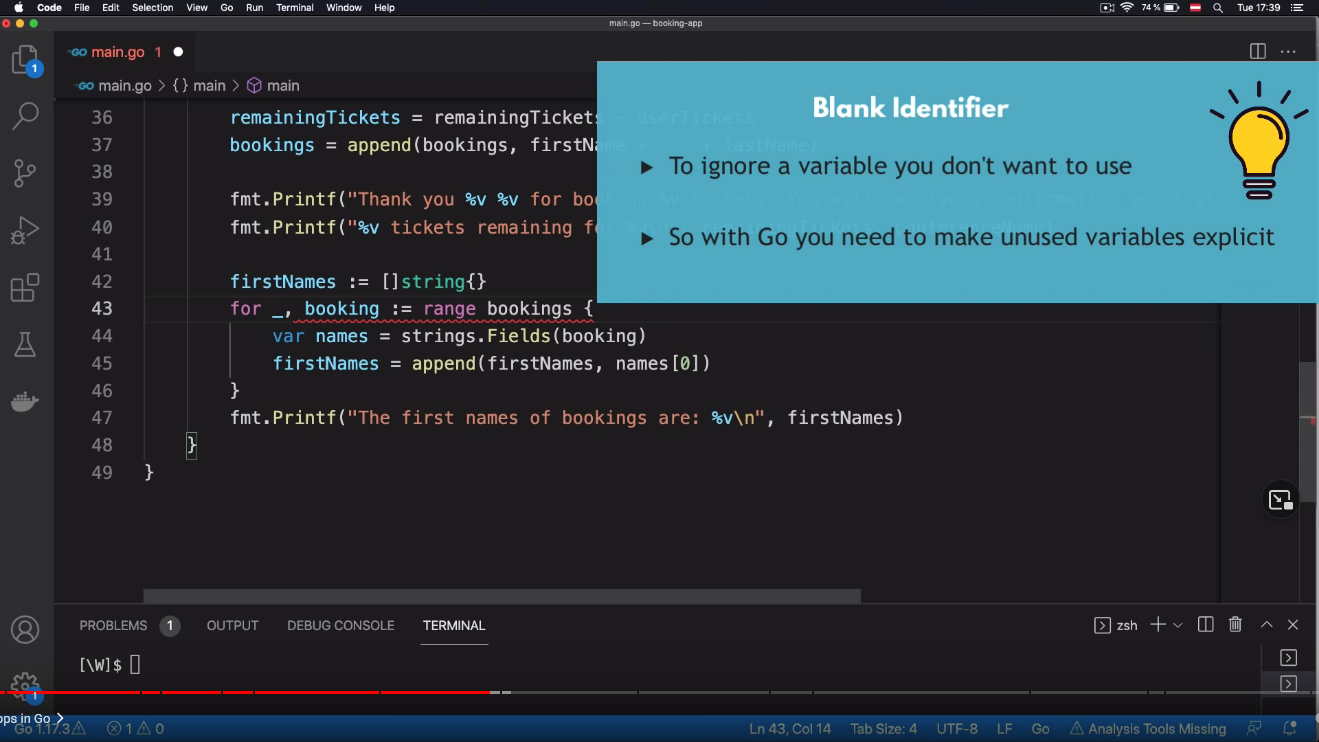 Code File Edit Selection View Go Run Terminal Window Help 74 % Tue 17:39
main.go — booking-app
GO main.go 1
GO main.go > {} main > main
Blank Identifier
▸ To ignore a variable you don't want to use
▸ So with Go you need to make unused variables explicit
36 remainingTickets = remainingTickets - userTickets
37 bookings = append(bookings, firstName + " " + lastName)
38
39 fmt.Printf("Thank you %v %v for booking %v tickets. You will receive a confirmation email at
40 fmt.Printf("%v tickets remaining for %v\n", remainingTickets, conferenceName)
41
42 firstNames := []string{}
43 for _, booking := range bookings {
44 var names = strings.Fields(booking)
45 firstNames = append(firstNames, names[0])
46 }
47 fmt.Printf("The first names of bookings are: %v\n", firstNames)
48 }
49 }
PROBLEMS 1 OUTPUT DEBUG CONSOLE TERMINAL zsh
[\W]$
ops in Go >
Go 1.17.3 1 0 Ln 43, Col 14 Tab Size: 4 UTF-8 LF Go Analysis Tools Missing